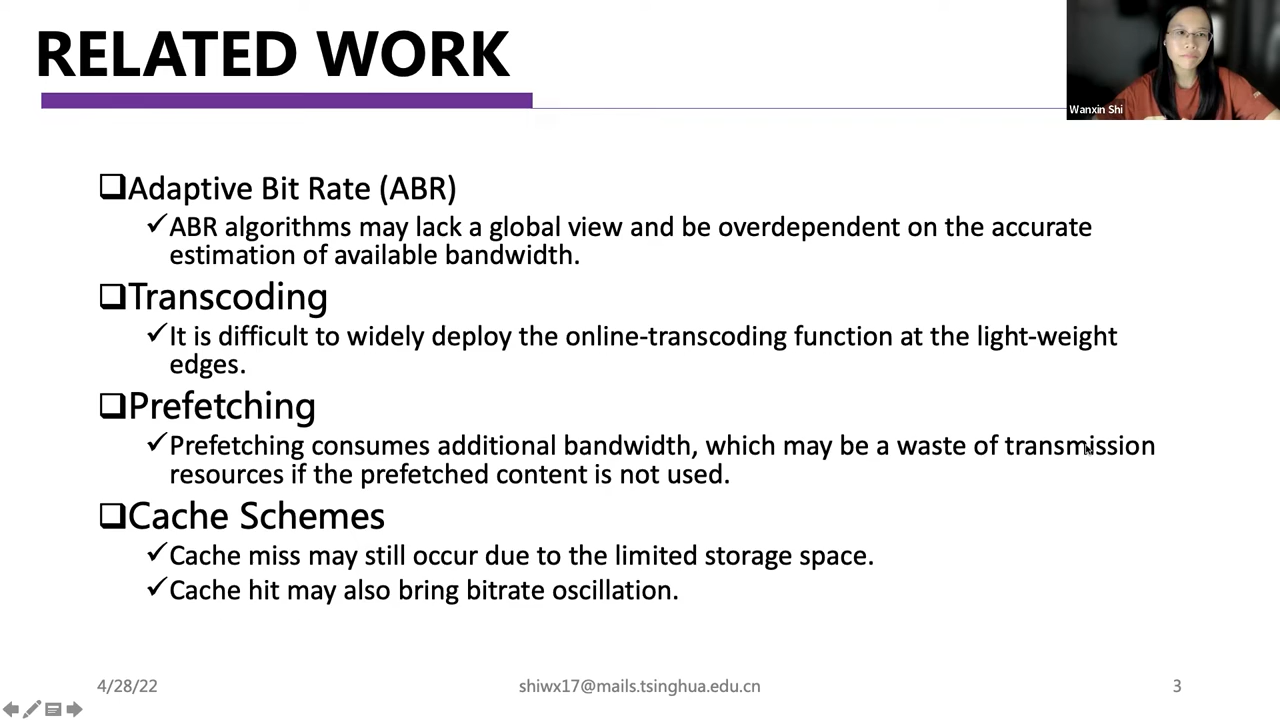 RELATED WORK
Wanxin Shi
❑Adaptive Bit Rate (ABR)
✓ABR algorithms may lack a global view and be overdependent on the accurate
estimation of available bandwidth.
❑Transcoding
✓It is difficult to widely deploy the online-transcoding function at the light-weight
edges.
❑Prefetching
✓Prefetching consumes additional bandwidth, which may be a waste of transmission
resources if the prefetched content is not used.
❑Cache Schemes
✓Cache miss may still occur due to the limited storage space.
✓Cache hit may also bring bitrate oscillation.
4/28/22
shiwx17@mails.tsinghua.edu.cn
3